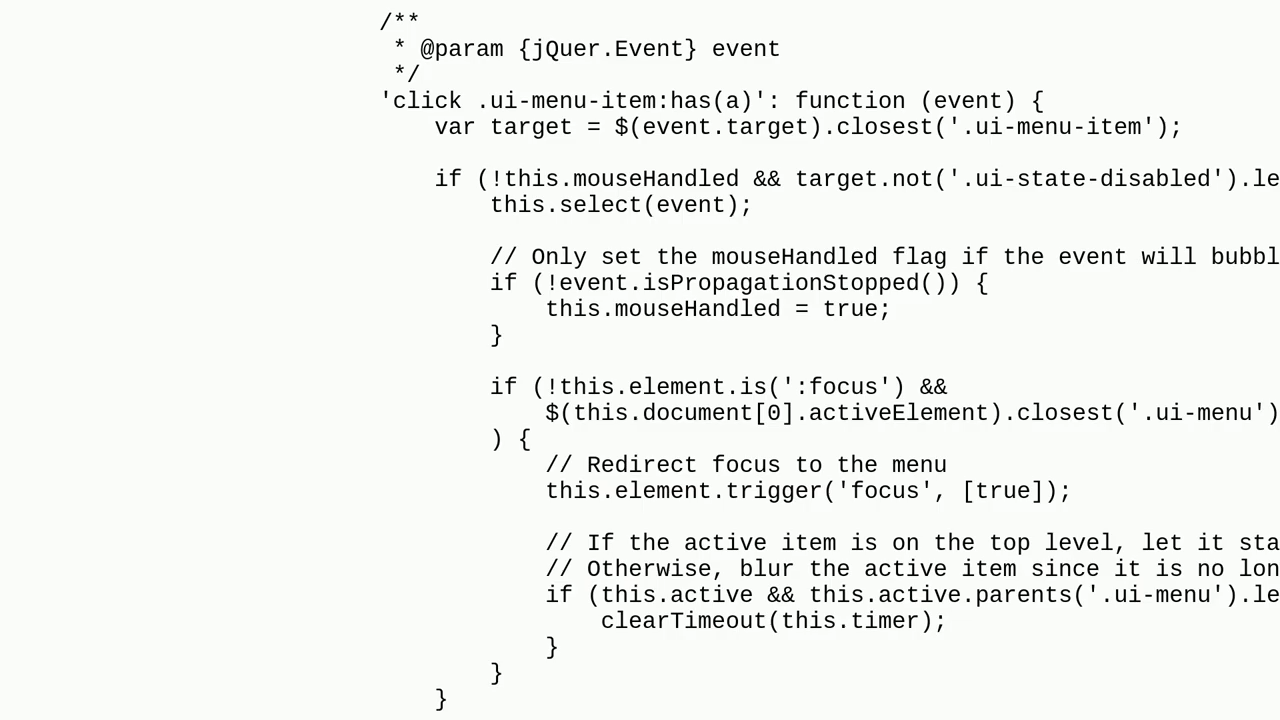 /**
 * @param {jQuer.Event} event
 */
'click .ui-menu-item:has(a)': function (event) {
    var target = $(event.target).closest('.ui-menu-item');

    if (!this.mouseHandled && target.not('.ui-state-disabled').le
        this.select(event);

        // Only set the mouseHandled flag if the event will bubbl
        if (!event.isPropagationStopped()) {
            this.mouseHandled = true;
        }

        if (!this.element.is(':focus') &&
            $(this.document[0].activeElement).closest('.ui-menu')
        ) {
            // Redirect focus to the menu
            this.element.trigger('focus', [true]);

            // If the active item is on the top level, let it sta
            // Otherwise, blur the active item since it is no lon
            if (this.active && this.active.parents('.ui-menu').le
                clearTimeout(this.timer);
            }
        }
    }